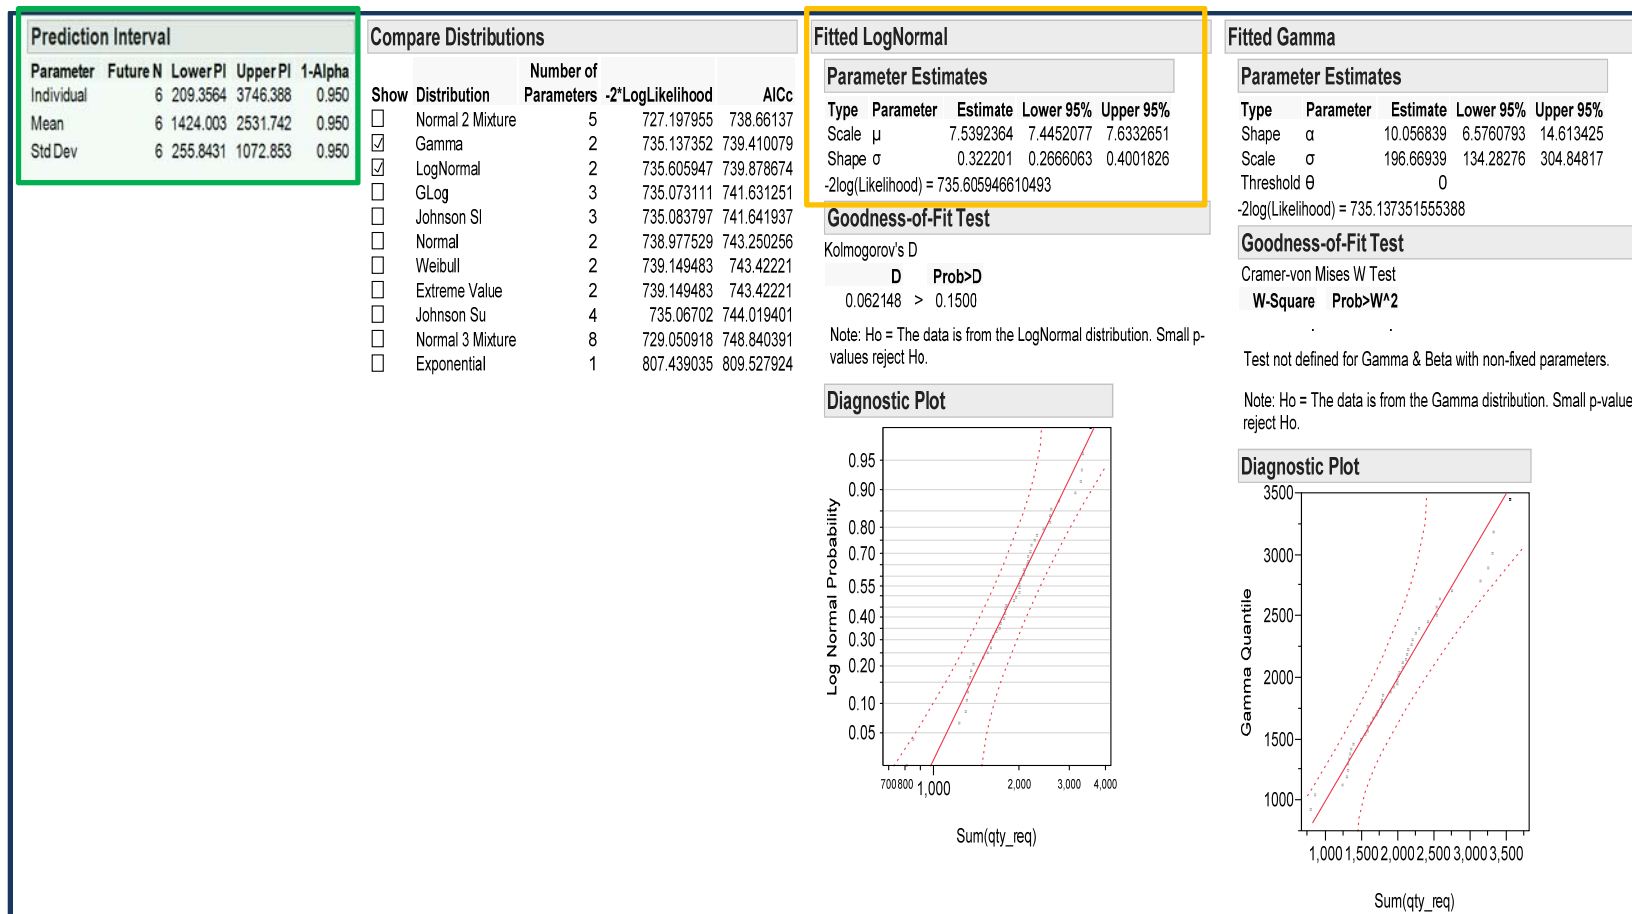 Prediction Interval
Parameter Future N Lower PI Upper PI 1-Alpha
Individual 6 209.3564 3746.388 0.950
Mean 6 1424.003 2531.742 0.950
Std Dev 6 255.8431 1072.853 0.950
Compare Distributions
Number of
Show Distribution Parameters -2*LogLikelihood AICc
Normal 2 Mixture 5 727.197955 738.66137
Gamma 2 735.137352 739.410079
LogNormal 2 735.605947 739.878674
GLog 3 735.073111 741.631251
Johnson Sl 3 735.083797 741.641937
Normal 2 738.977529 743.250256
Weibull 2 739.149483 743.42221
Extreme Value 2 739.149483 743.42221
Johnson Su 4 735.06702 744.019401
Normal 3 Mixture 8 729.050918 748.840391
Exponential 1 807.439035 809.527924
Fitted LogNormal
Parameter Estimates
Type Parameter Estimate Lower 95% Upper 95%
Scale μ 7.5392364 7.4452077 7.6332651
Shape σ 0.322201 0.2666063 0.4001826
-2log(Likelihood) = 735.605946610493
Goodness-of-Fit Test
Kolmogorov's D
D Prob>D
0.062148 > 0.1500
Note: Ho = The data is from the LogNormal distribution. Small p-
values reject Ho.
Diagnostic Plot
Log Normal Probability
0.95
0.90
0.80
0.70
0.55
0.40
0.30
0.20
0.10
0.05
700 800 1,000 2,000 3,000 4,000
Sum(qty_req)
Fitted Gamma
Parameter Estimates
Type Parameter Estimate Lower 95% Upper 95%
Shape α 10.056839 6.5760793 14.613425
Scale σ 196.66939 134.28276 304.84817
Threshold θ 0
-2log(Likelihood) = 735.137351555388
Goodness-of-Fit Test
Cramer-von Mises W Test
W-Square Prob>W^2
. .
Test not defined for Gamma & Beta with non-fixed parameters.
Note: Ho = The data is from the Gamma distribution. Small p-value
reject Ho.
Diagnostic Plot
Gamma Quantile
3500
3000
2500
2000
1500
1000
1,000 1,500 2,000 2,500 3,000 3,500
Sum(qty_req)